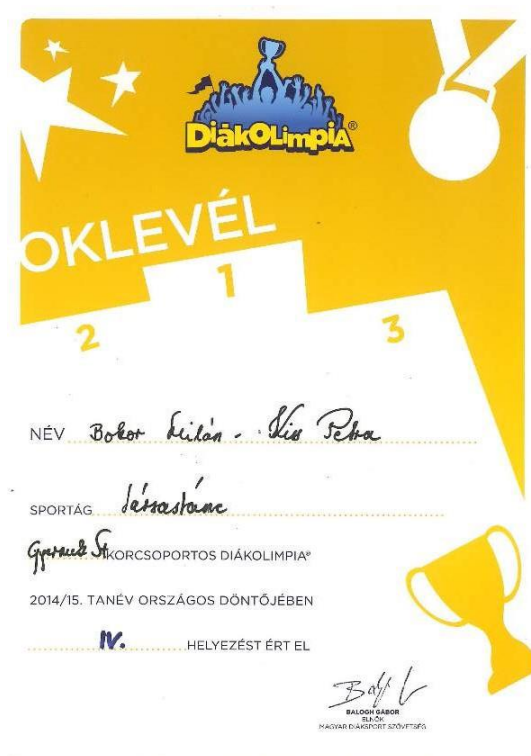 DiákOLimpiA®
OKLEVÉL
1
2
3
NÉV Bokor Milán - Kiss Petra
SPORTÁG Társastánc
Gyermek St KORCSOPORTOS DIÁKOLIMPIA®
2014/15. TANÉV ORSZÁGOS DÖNTŐJÉBEN
IV. HELYEZÉST ÉRT EL
BALOGH GÁBOR
ELNÖK
MAGYAR DIÁKSPORT SZÖVETSÉG